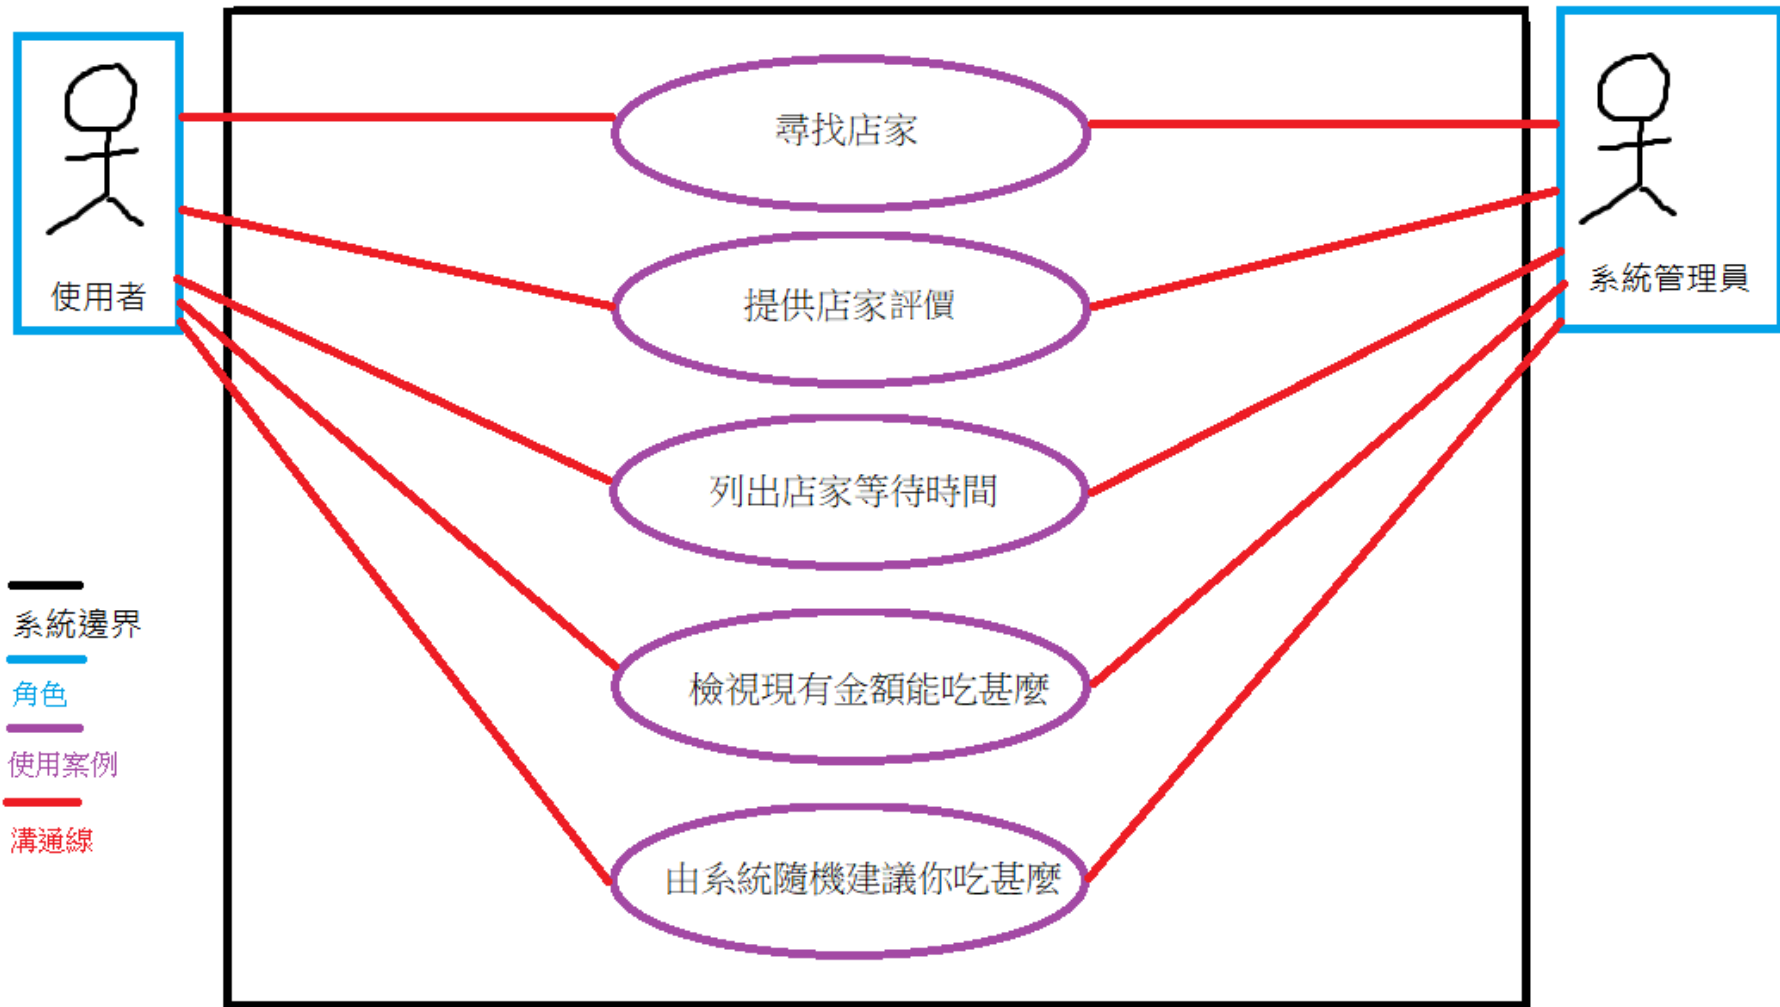 尋找店家
使用者
系統管理員
提供店家評價
列出店家等待時間
檢視現有金額能吃甚麼
由系統隨機建議你吃甚麼
系統邊界
角色
使用案例
溝通線